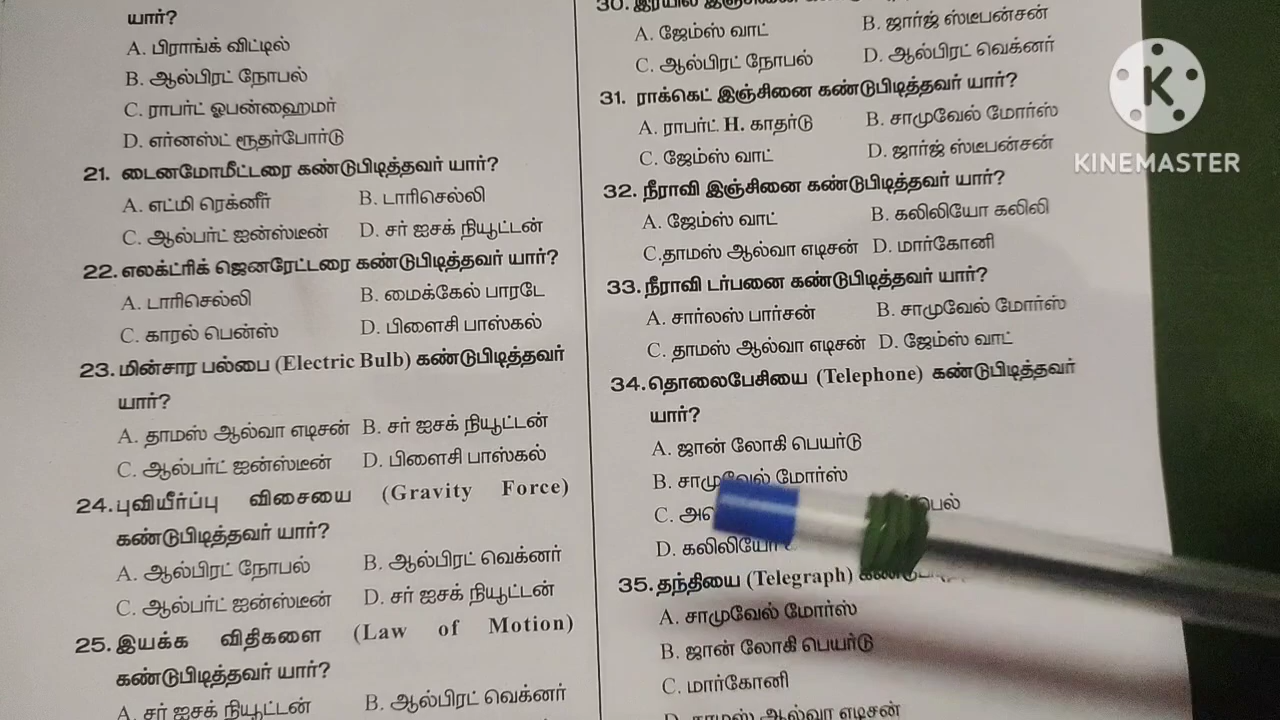 யார்?
A. பிராங்க் விட்டில்
B. ஆல்பிரட் நோபல்
C. ராபர்ட் ஓபன்ஹைமர்
D. எர்னஸ்ட் ரூதர்போர்டு
21. டைனமோமீட்டரை கண்டுபிடித்தவர் யார்?
A. எட்மி ரெக்னீர் B. டாரிசெல்லி
C. ஆல்பர்ட் ஐன்ஸ்டீன் D. சர் ஐசக் நியூட்டன்
22. எலக்ட்ரிக் ஜெனரேட்டரை கண்டுபிடித்தவர் யார்?
A. டாரிசெல்லி B. மைக்கேல் பாரடே
C. காரல் பென்ஸ் D. பிளைசி பாஸ்கல்
23. மின்சார பல்பை (Electric Bulb) கண்டுபிடித்தவர்
யார்?
A. தாமஸ் ஆல்வா எடிசன் B. சர் ஐசக் நியூட்டன்
C. ஆல்பர்ட் ஐன்ஸ்டீன் D. பிளைசி பாஸ்கல்
24. புவியீர்ப்பு விசையை (Gravity Force)
கண்டுபிடித்தவர் யார்?
A. ஆல்பிரட் நோபல் B. ஆல்பிரட் வெக்னர்
C. ஆல்பர்ட் ஐன்ஸ்டீன் D. சர் ஐசக் நியூட்டன்
25. இயக்க விதிகளை (Law of Motion)
கண்டுபிடித்தவர் யார்?
A. சர் ஐசக் நியூட்டன் B. ஆல்பிரட் வெக்னர்
30.
A. ஜேம்ஸ் வாட் B. ஜார்ஜ் ஸ்டீபன்சன்
C. ஆல்பிரட் நோபல் D. ஆல்பிரட் வெக்னர்
31. ராக்கெட் இஞ்சினை கண்டுபிடித்தவர் யார்?
A. ராபர்ட் H. காதர்டு B. சாமுவேல் மோர்ஸ்
C. ஜேம்ஸ் வாட் D. ஜார்ஜ் ஸ்டீபன்சன்
32. நீராவி இஞ்சினை கண்டுபிடித்தவர் யார்?
A. ஜேம்ஸ் வாட் B. கலிலியோ கலிலி
C.தாமஸ் ஆல்வா எடிசன் D. மார்கோனி
33. நீராவி டர்பனை கண்டுபிடித்தவர் யார்?
A. சார்லஸ் பார்சன் B. சாமுவேல் மோர்ஸ்
C. தாமஸ் ஆல்வா எடிசன் D. ஜேம்ஸ் வாட்
34. தொலைபேசியை (Telephone) கண்டுபிடித்தவர்
யார்?
A. ஜான் லோகி பெயர்டு
B. சாமுவேல் மோர்ஸ்
C.
D. கலிலியோ
35. தந்தியை (Telegraph)
A. சாமுவேல் மோர்ஸ்
B. ஜான் லோகி பெயர்டு
C. மார்கோனி
D. தாமஸ் ஆல்வா எடிசன்
K
KINEMASTER